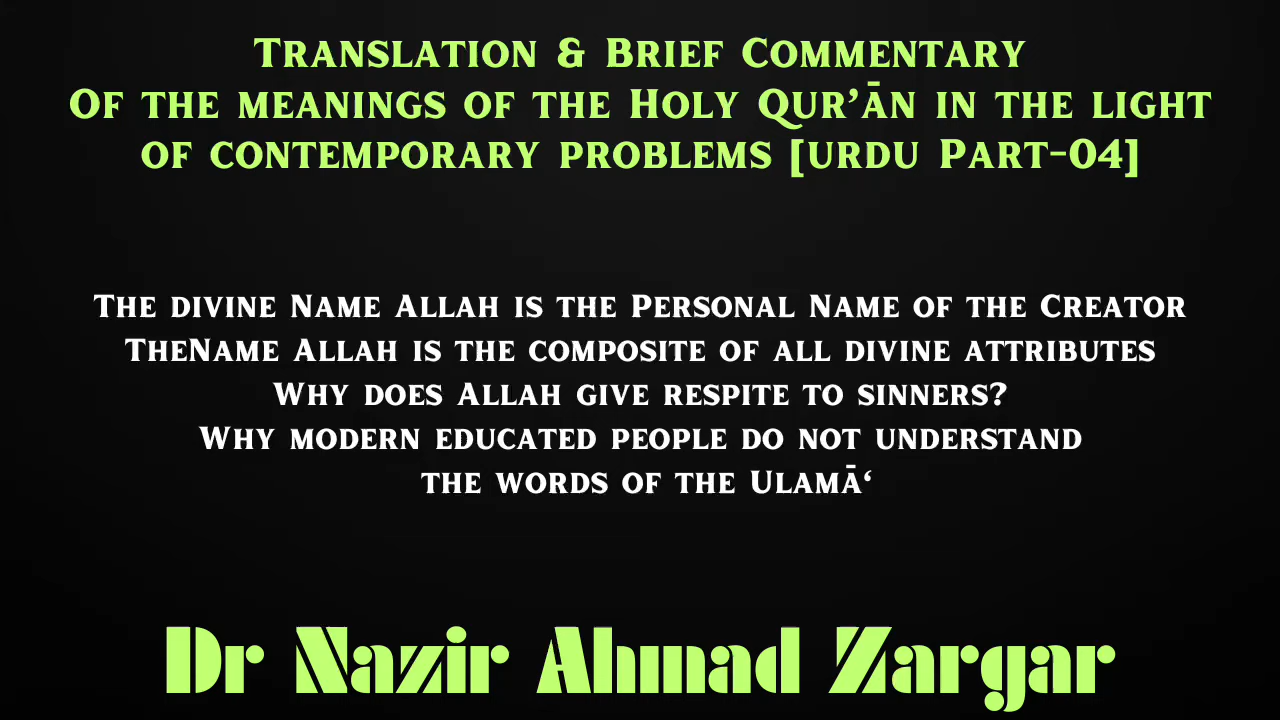 Translation & Brief Commentary
Of the meanings of the Holy Qur’ān in the light
of contemporary problems [urdu Part-04]
The divine Name Allah is the Personal Name of the Creator
TheName Allah is the composite of all divine attributes
Why does Allah give respite to sinners?
Why modern educated people do not understand
the words of the Ulamā‘
Dr Nazir Ahmad Zargar